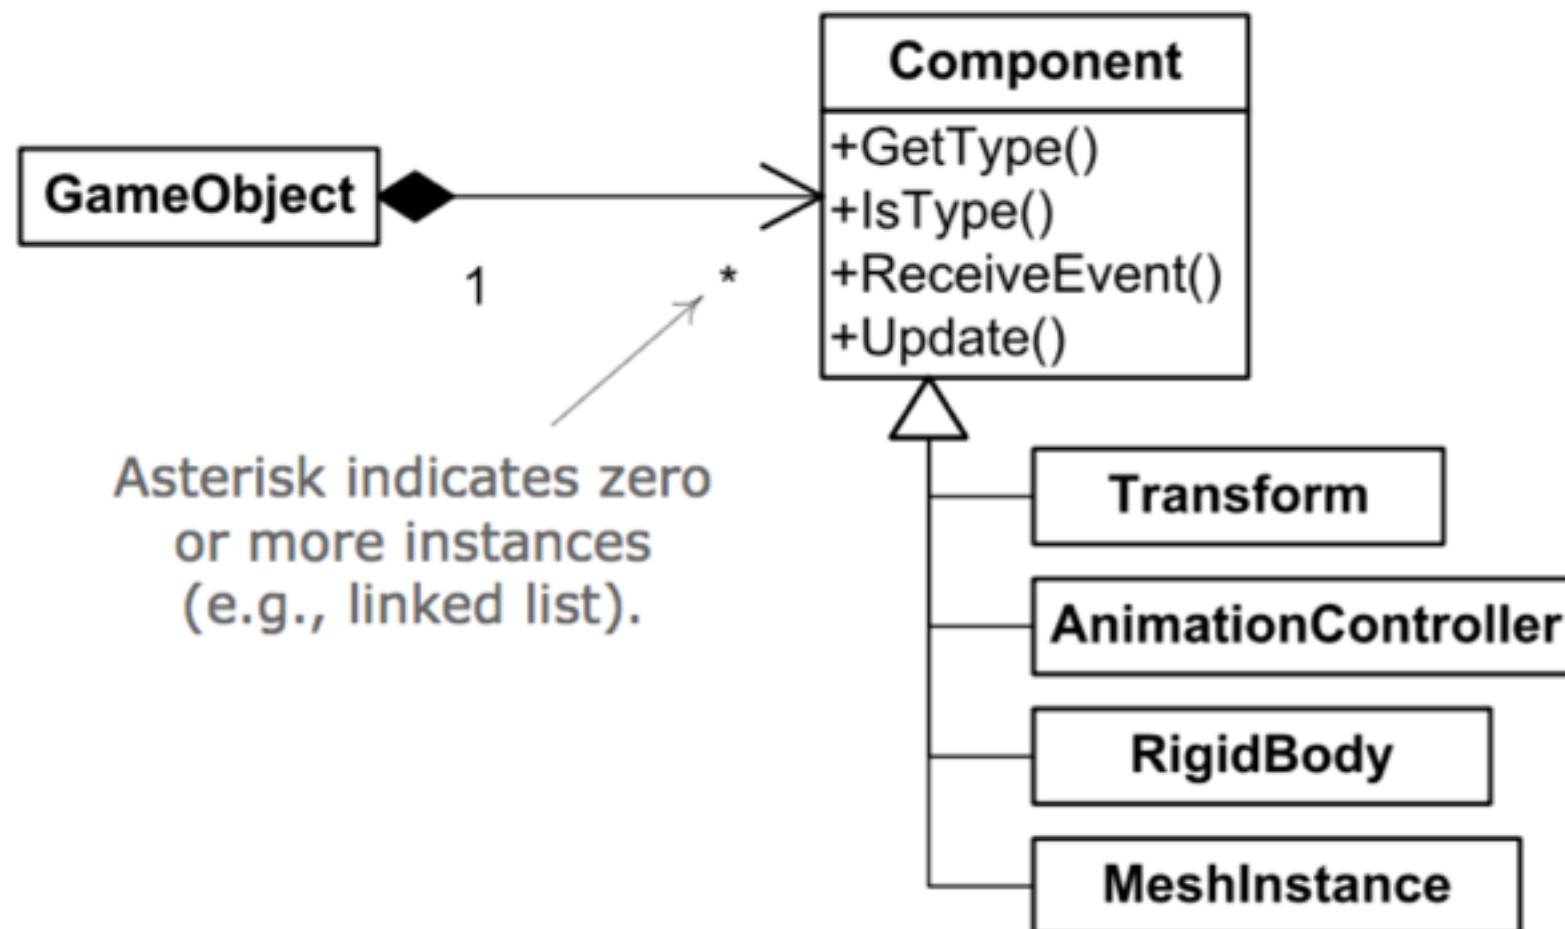 Component
+GetType()
+IsType()
+ReceiveEvent()
+Update()
GameObject
1
*
Asterisk indicates zero
or more instances
(e.g., linked list).
Transform
AnimationController
RigidBody
MeshInstance